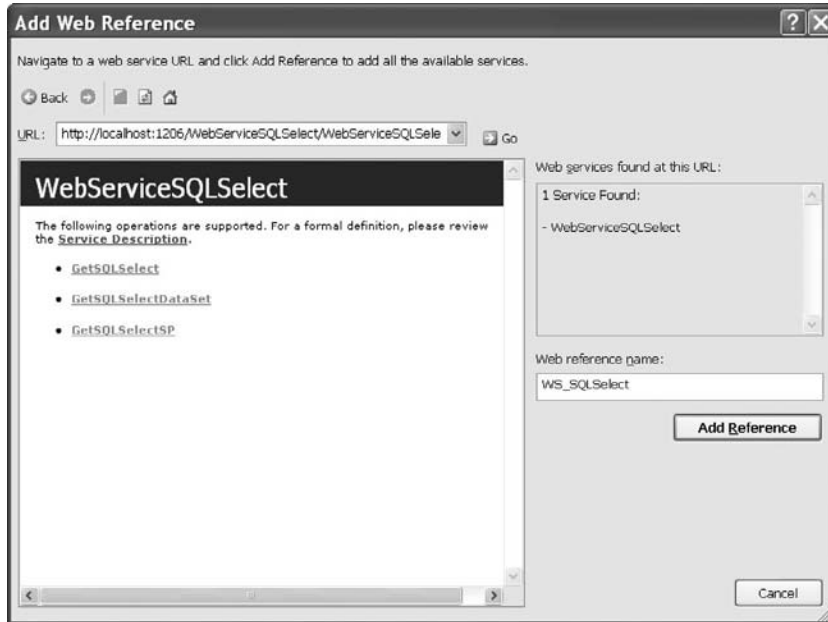 Add Web Reference
Navigate to a web service URL and click Add Reference to add all the available services.
Back
URL: http://localhost:1206/WebServiceSQLSelect/WebServiceSQLSele Go
WebServiceSQLSelect
The following operations are supported. For a formal definition, please review
the Service Description.
• GetSQLSelect
• GetSQLSelectDataSet
• GetSQLSelectSP
Web services found at this URL:
1 Service Found:
- WebServiceSQLSelect
Web reference name:
WS_SQLSelect
Add Reference
Cancel